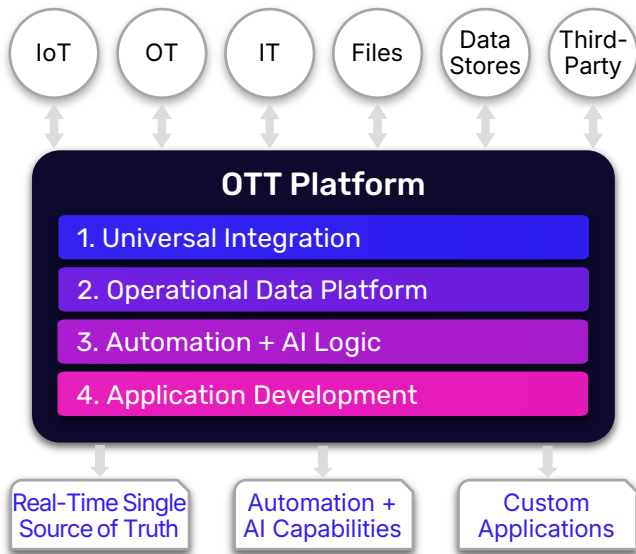 IoT
OT
IT
Files
Data
Stores
Third-
Party
OTT Platform
1. Universal Integration
2. Operational Data Platform
3. Automation + AI Logic
4. Application Development
Real-Time Single
Source of Truth
Automation +
AI Capabilities
Custom
Applications